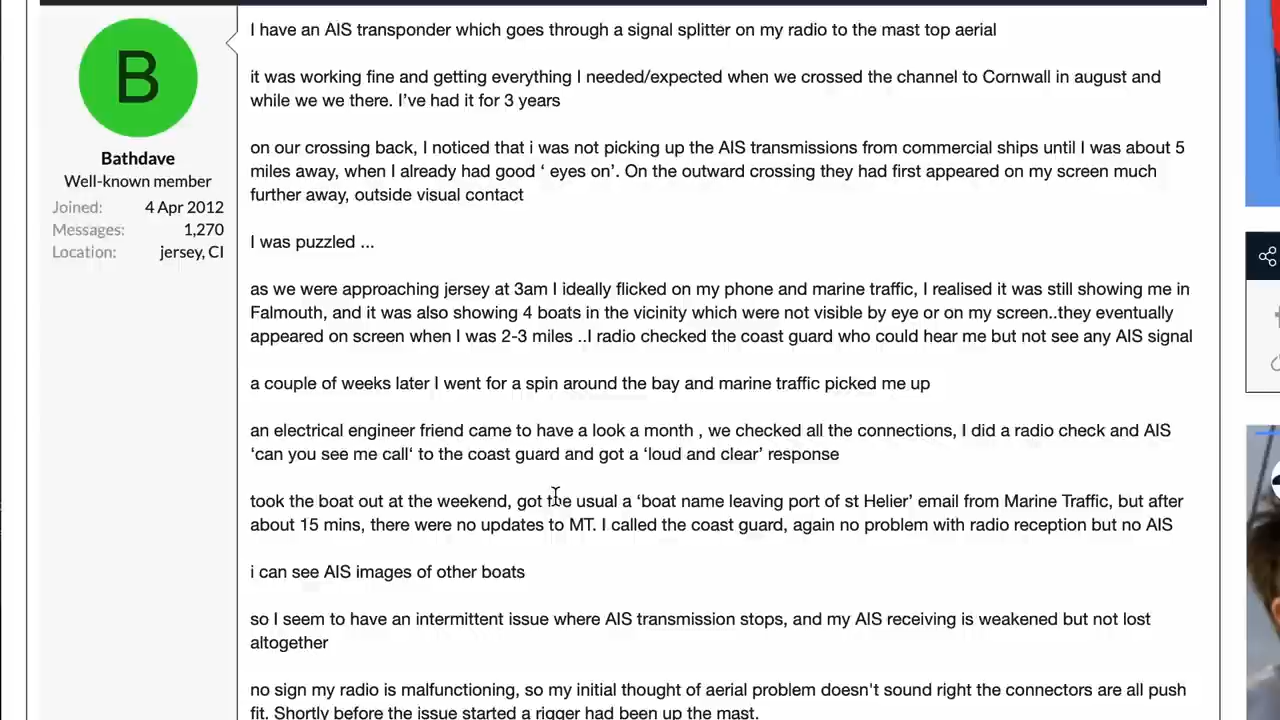 I have an AIS transponder which goes through a signal splitter on my radio to the mast top aerial
B
it was working fine and getting everything I needed/expected when we crossed the channel to Cornwall in august and
while we we there. I've had it for 3 years
Bathdave
Well-known member
Joined: 4 Apr 2012
Messages: 1,270
Location: jersey, CI
on our crossing back, I noticed that i was not picking up the AIS transmissions from commercial ships until I was about 5
miles away, when I already had good ‘ eyes on’. On the outward crossing they had first appeared on my screen much
further away, outside visual contact
I was puzzled ...
as we were approaching jersey at 3am I ideally flicked on my phone and marine traffic, I realised it was still showing me in
Falmouth, and it was also showing 4 boats in the vicinity which were not visible by eye or on my screen..they eventually
appeared on screen when I was 2-3 miles ..I radio checked the coast guard who could hear me but not see any AIS signal
a couple of weeks later I went for a spin around the bay and marine traffic picked me up
an electrical engineer friend came to have a look a month , we checked all the connections, I did a radio check and AIS
‘can you see me call‘ to the coast guard and got a ‘loud and clear’ response
took the boat out at the weekend, got the usual a ‘boat name leaving port of st Helier’ email from Marine Traffic, but after
about 15 mins, there were no updates to MT. I called the coast guard, again no problem with radio reception but no AIS
i can see AIS images of other boats
so I seem to have an intermittent issue where AIS transmission stops, and my AIS receiving is weakened but not lost
altogether
no sign my radio is malfunctioning, so my initial thought of aerial problem doesn't sound right the connectors are all push
fit. Shortly before the issue started a rigger had been up the mast.